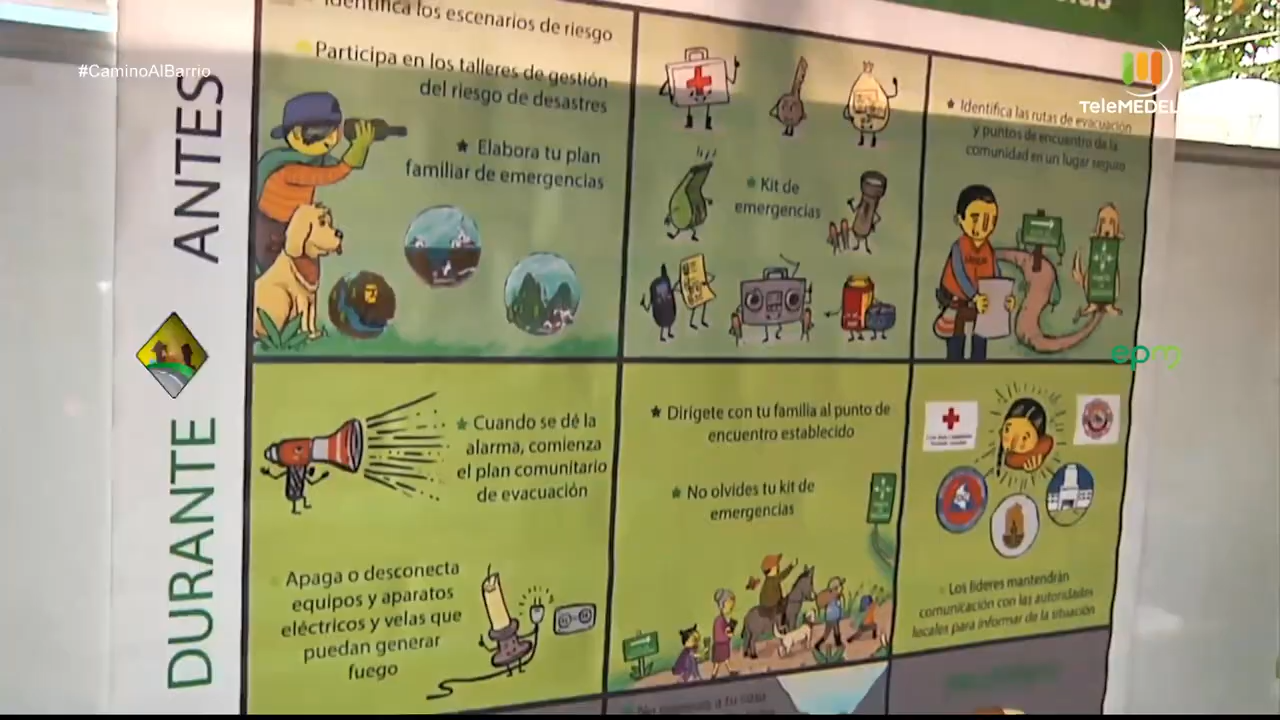 #CaminoAlBarrio
TeleMEDEL
epm
ANTES
DURANTE
Identifica los escenarios de riesgo
Participa en los talleres de gestión
del riesgo de desastres
★ Elabora tu plan
familiar de emergencias
★ Kit de
emergencias
★ Identifica las rutas de evacuación
y puntos de encuentro de la
comunidad en un lugar seguro
★ Cuando se dé la
alarma, comienza
el plan comunitario
de evacuación
Apaga o desconecta
equipos y aparatos
eléctricos y velas que
puedan generar
fuego
★ Dirígete con tu familia al punto de
encuentro establecido
★ No olvides tu kit de
emergencias
★ Los líderes mantendrán
comunicación con las autoridades
locales para informar de la situación